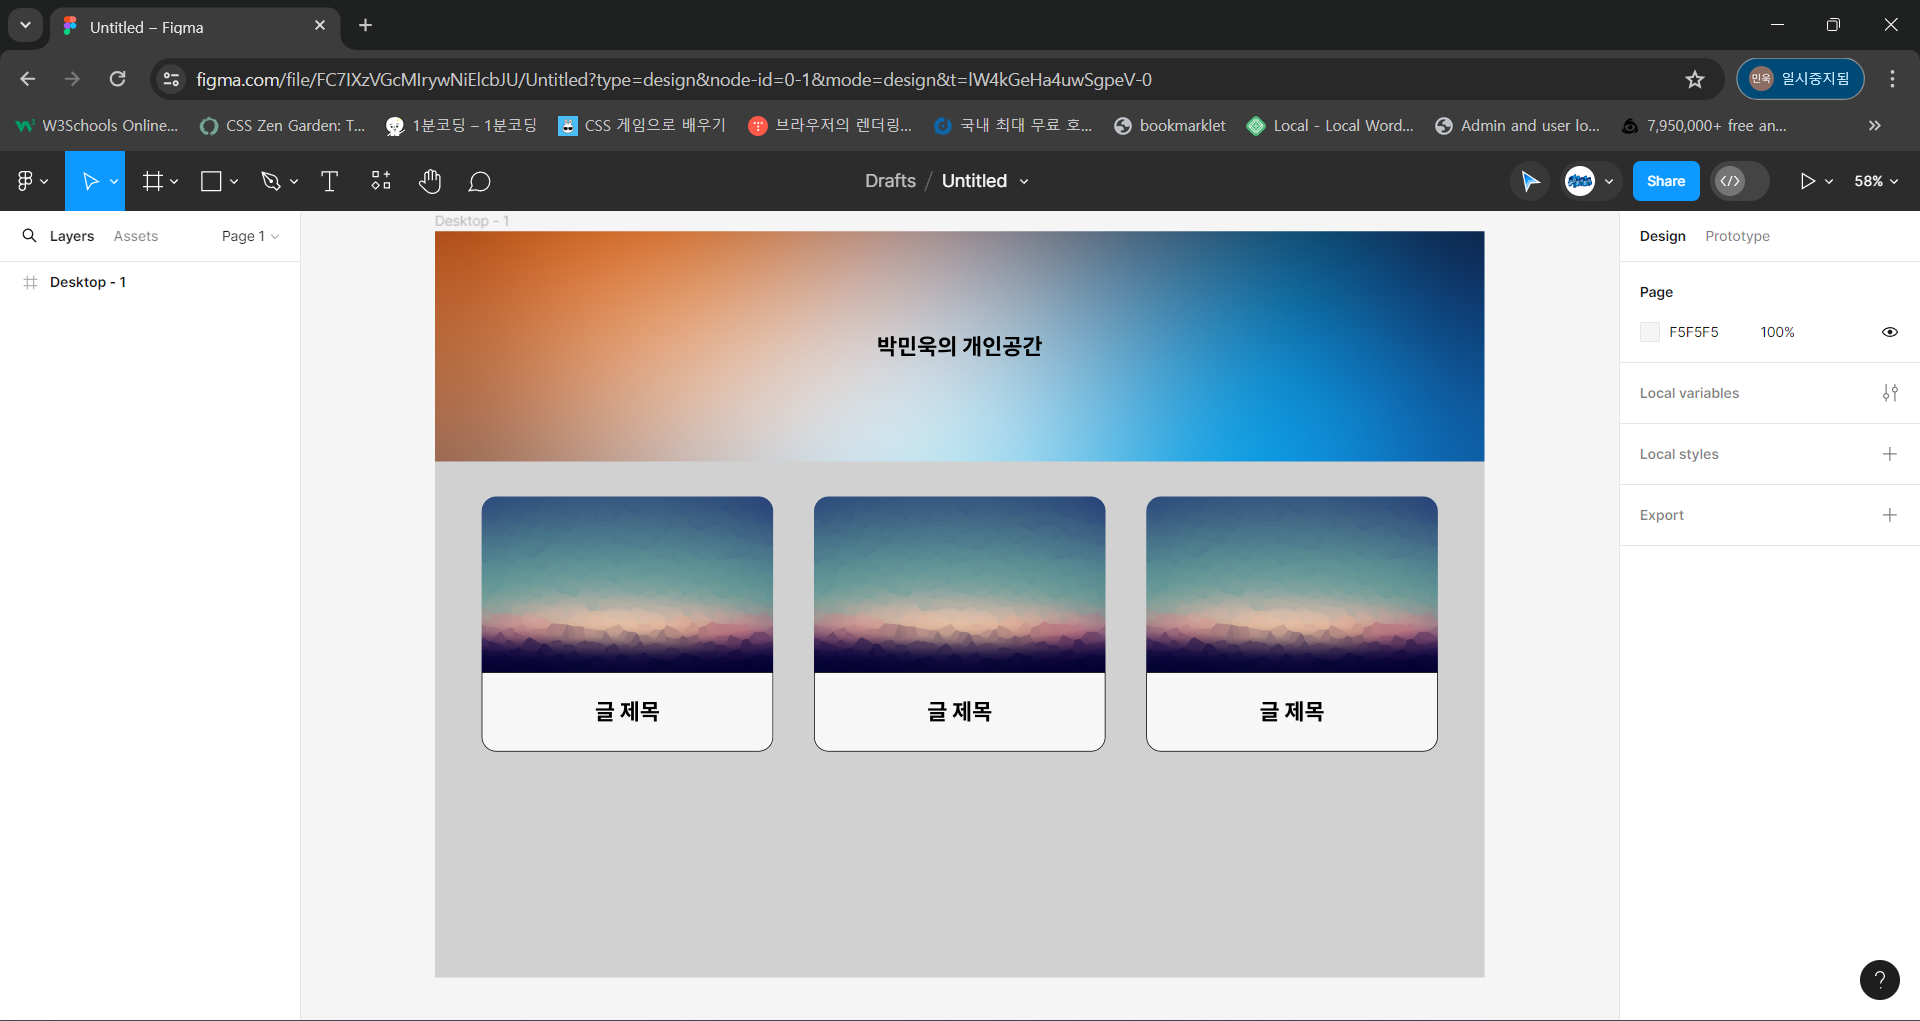 Untitled – Figma
figma.com/file/FC7IXzVGcMIrywNiElcbJU/Untitled?type=design&node-id=0-1&mode=design&t=lW4kGeHa4uwSgpeV-0
민욱 일시중지됨
W3Schools Online... CSS Zen Garden: T... 1분코딩 – 1분코딩 CSS 게임으로 배우기 브라우저의 렌더링... 국내 최대 무료 호... bookmarklet Local - Local Word... Admin and user lo... 7,950,000+ free an...
Drafts / Untitled
Share
58%
Layers Assets Page 1
Desktop - 1
Desktop - 1
박민욱의 개인공간
글 제목
글 제목
글 제목
Design Prototype
Page
F5F5F5 100%
Local variables
Local styles
Export
?